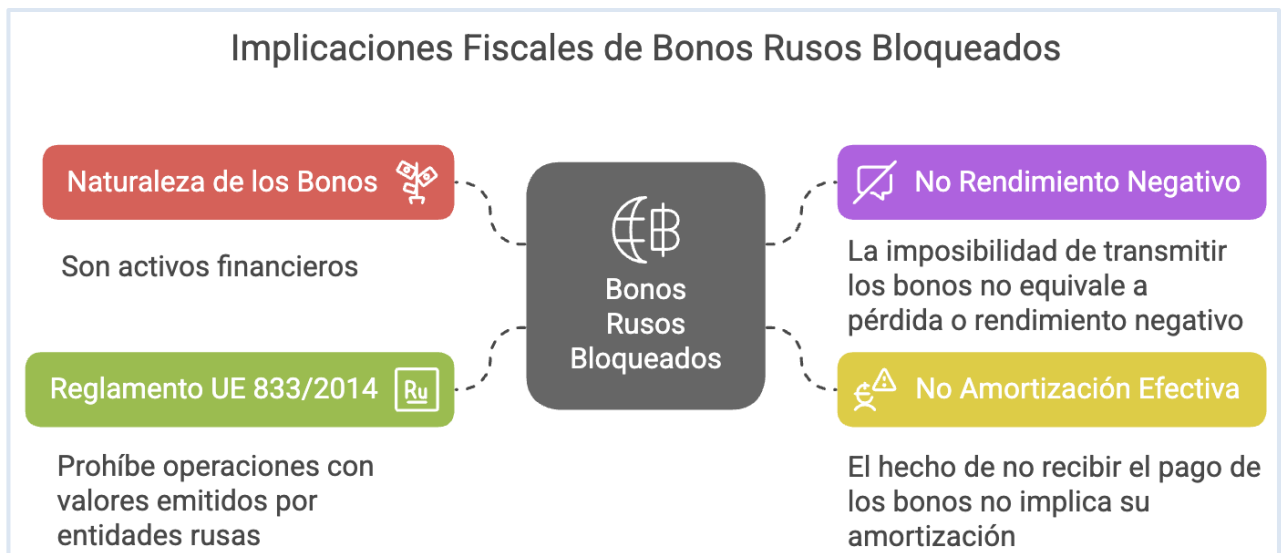 Implicaciones Fiscales de Bonos Rusos Bloqueados
Naturaleza de los Bonos
Son activos financieros
Reglamento UE 833/2014
Ru
Prohíbe operaciones con
valores emitidos por
entidades rusas
Bonos
Rusos
Bloqueados
No Rendimiento Negativo
La imposibilidad de transmitir
los bonos no equivale a
pérdida o rendimiento negativo
No Amortización Efectiva
El hecho de no recibir el pago de
los bonos no implica su
amortización